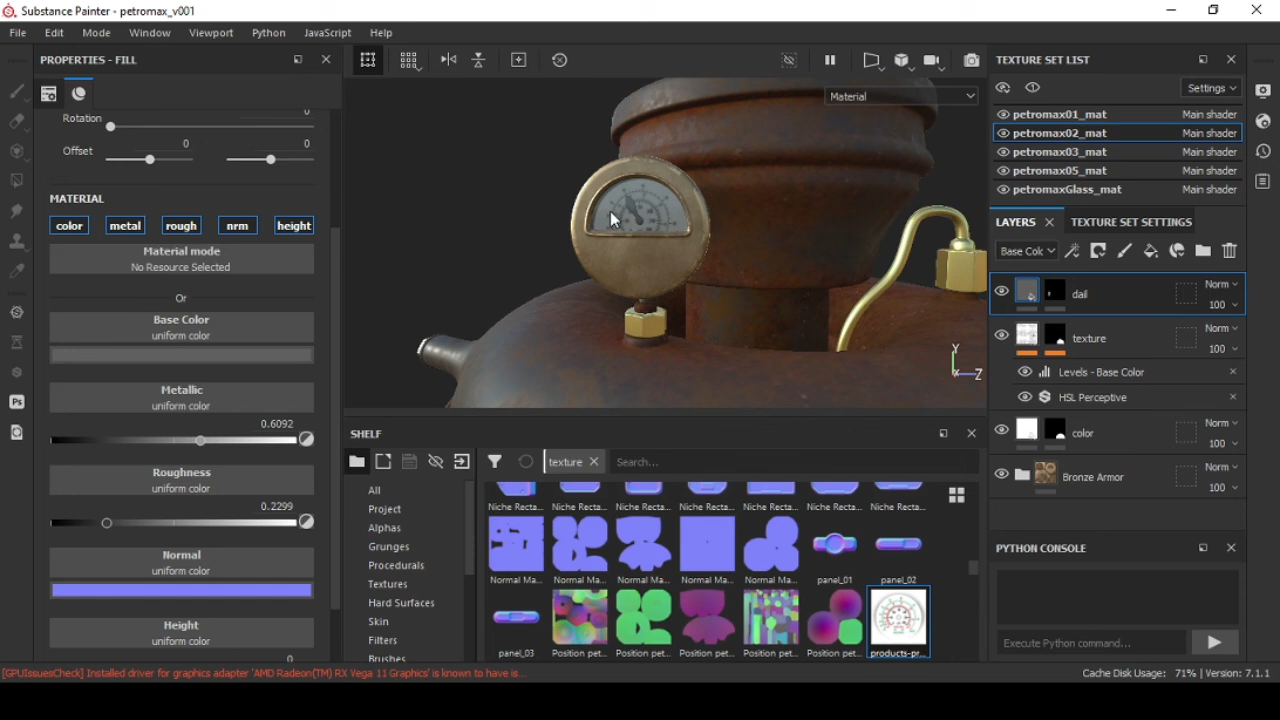 Substance Painter - petromax_v001
File Edit Mode Window Viewport Python JavaScript Help
PROPERTIES - FILL
Rotation 0
Offset 0 0
MATERIAL
color metal rough nrm height
Material mode
No Resource Selected
Or
Base Color
uniform color
Metallic
uniform color
0.6092
Roughness
uniform color
0.2299
Normal
uniform color
Height
uniform color
0
Material
Y
X Z
SHELF
texture Search...
All
Project
Alphas
Grunges
Procedurals
Textures
Hard Surfaces
Skin
Filters
Brushes
Niche Recta... Niche Recta... Niche Recta... Niche Recta... Niche Recta... Niche Recta...
Normal Ma... Normal Ma... Normal Ma... Normal Ma... Normal Ma... panel_01 panel_02
panel_03 Position pet... Position pet... Position pet... Position pet... Position pet... products-pr...
TEXTURE SET LIST
Settings
petromax01_mat Main shader
petromax02_mat Main shader
petromax03_mat Main shader
petromax05_mat Main shader
petromaxGlass_mat Main shader
LAYERS TEXTURE SET SETTINGS
Base Col
dail Norm
100
texture Norm
100
Levels - Base Color
HSL Perceptive
color Norm
100
Bronze Armor Norm
100
PYTHON CONSOLE
Execute Python command...
Ps
[GPUIssuesCheck] Installed driver for graphics adapter 'AMD Radeon(TM) RX Vega 11 Graphics' is known to have is...
Cache Disk Usage: 71% | Version: 7.1.1